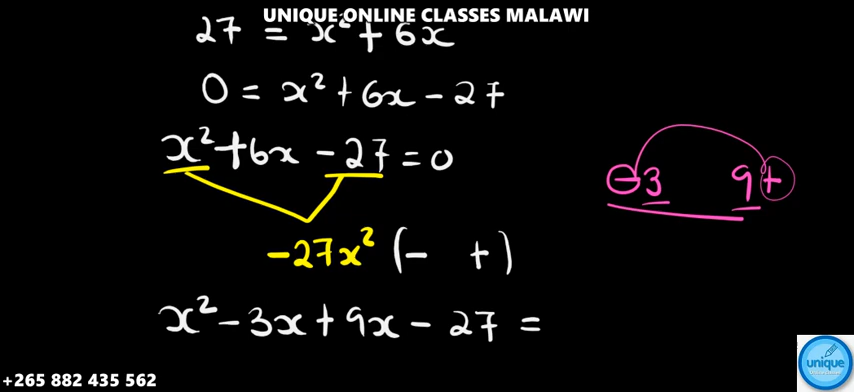 UNIQUE ONLINE CLASSES MALAWI
27 = x² + 6x
0 = x² + 6x - 27
x² + 6x - 27 = 0
-3 9+
-27x² (- +)
x² - 3x + 9x - 27 =
unique
+265 882 435 562